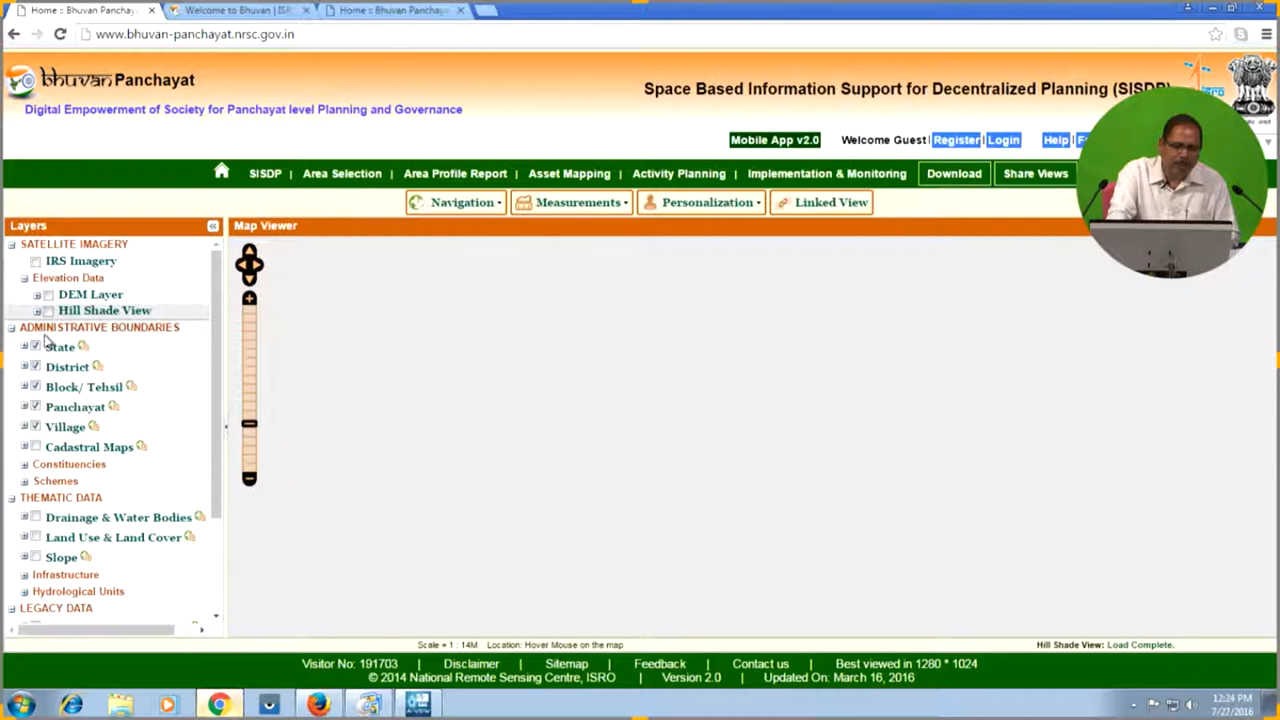 Home :: Bhuvan Panchay
Welcome to Bhuvan | ISR
Home :: Bhuvan Panchay
www.bhuvan-panchayat.nrsc.gov.in
bhuvan Panchayat
Digital Empowerment of Society for Panchayat level Planning and Governance
Space Based Information Support for Decentralized Planning (SISDP)
Mobile App v2.0 Welcome Guest | Register | Login Help |
SISDP Area Selection Area Profile Report Asset Mapping Activity Planning Implementation & Monitoring Download Share Views
Navigation Measurements Personalization Linked View
Layers
Map Viewer
SATELLITE IMAGERY
IRS Imagery
Elevation Data
DEM Layer
Hill Shade View
ADMINISTRATIVE BOUNDARIES
State
District
Block/ Tehsil
Panchayat
Village
Cadastral Maps
Constituencies
Schemes
THEMATIC DATA
Drainage & Water Bodies
Land Use & Land Cover
Slope
Infrastructure
Hydrological Units
LEGACY DATA
Scale = 1 : 14M Location: Hover Mouse on the map
Hill Shade View: Load Complete.
Visitor No: 191703 | Disclaimer | Sitemap | Feedback | Contact us | Best viewed in 1280 * 1024
© 2014 National Remote Sensing Centre, ISRO | Version 2.0 | Updated On: March 16, 2016
12:24 PM
7/27/2016